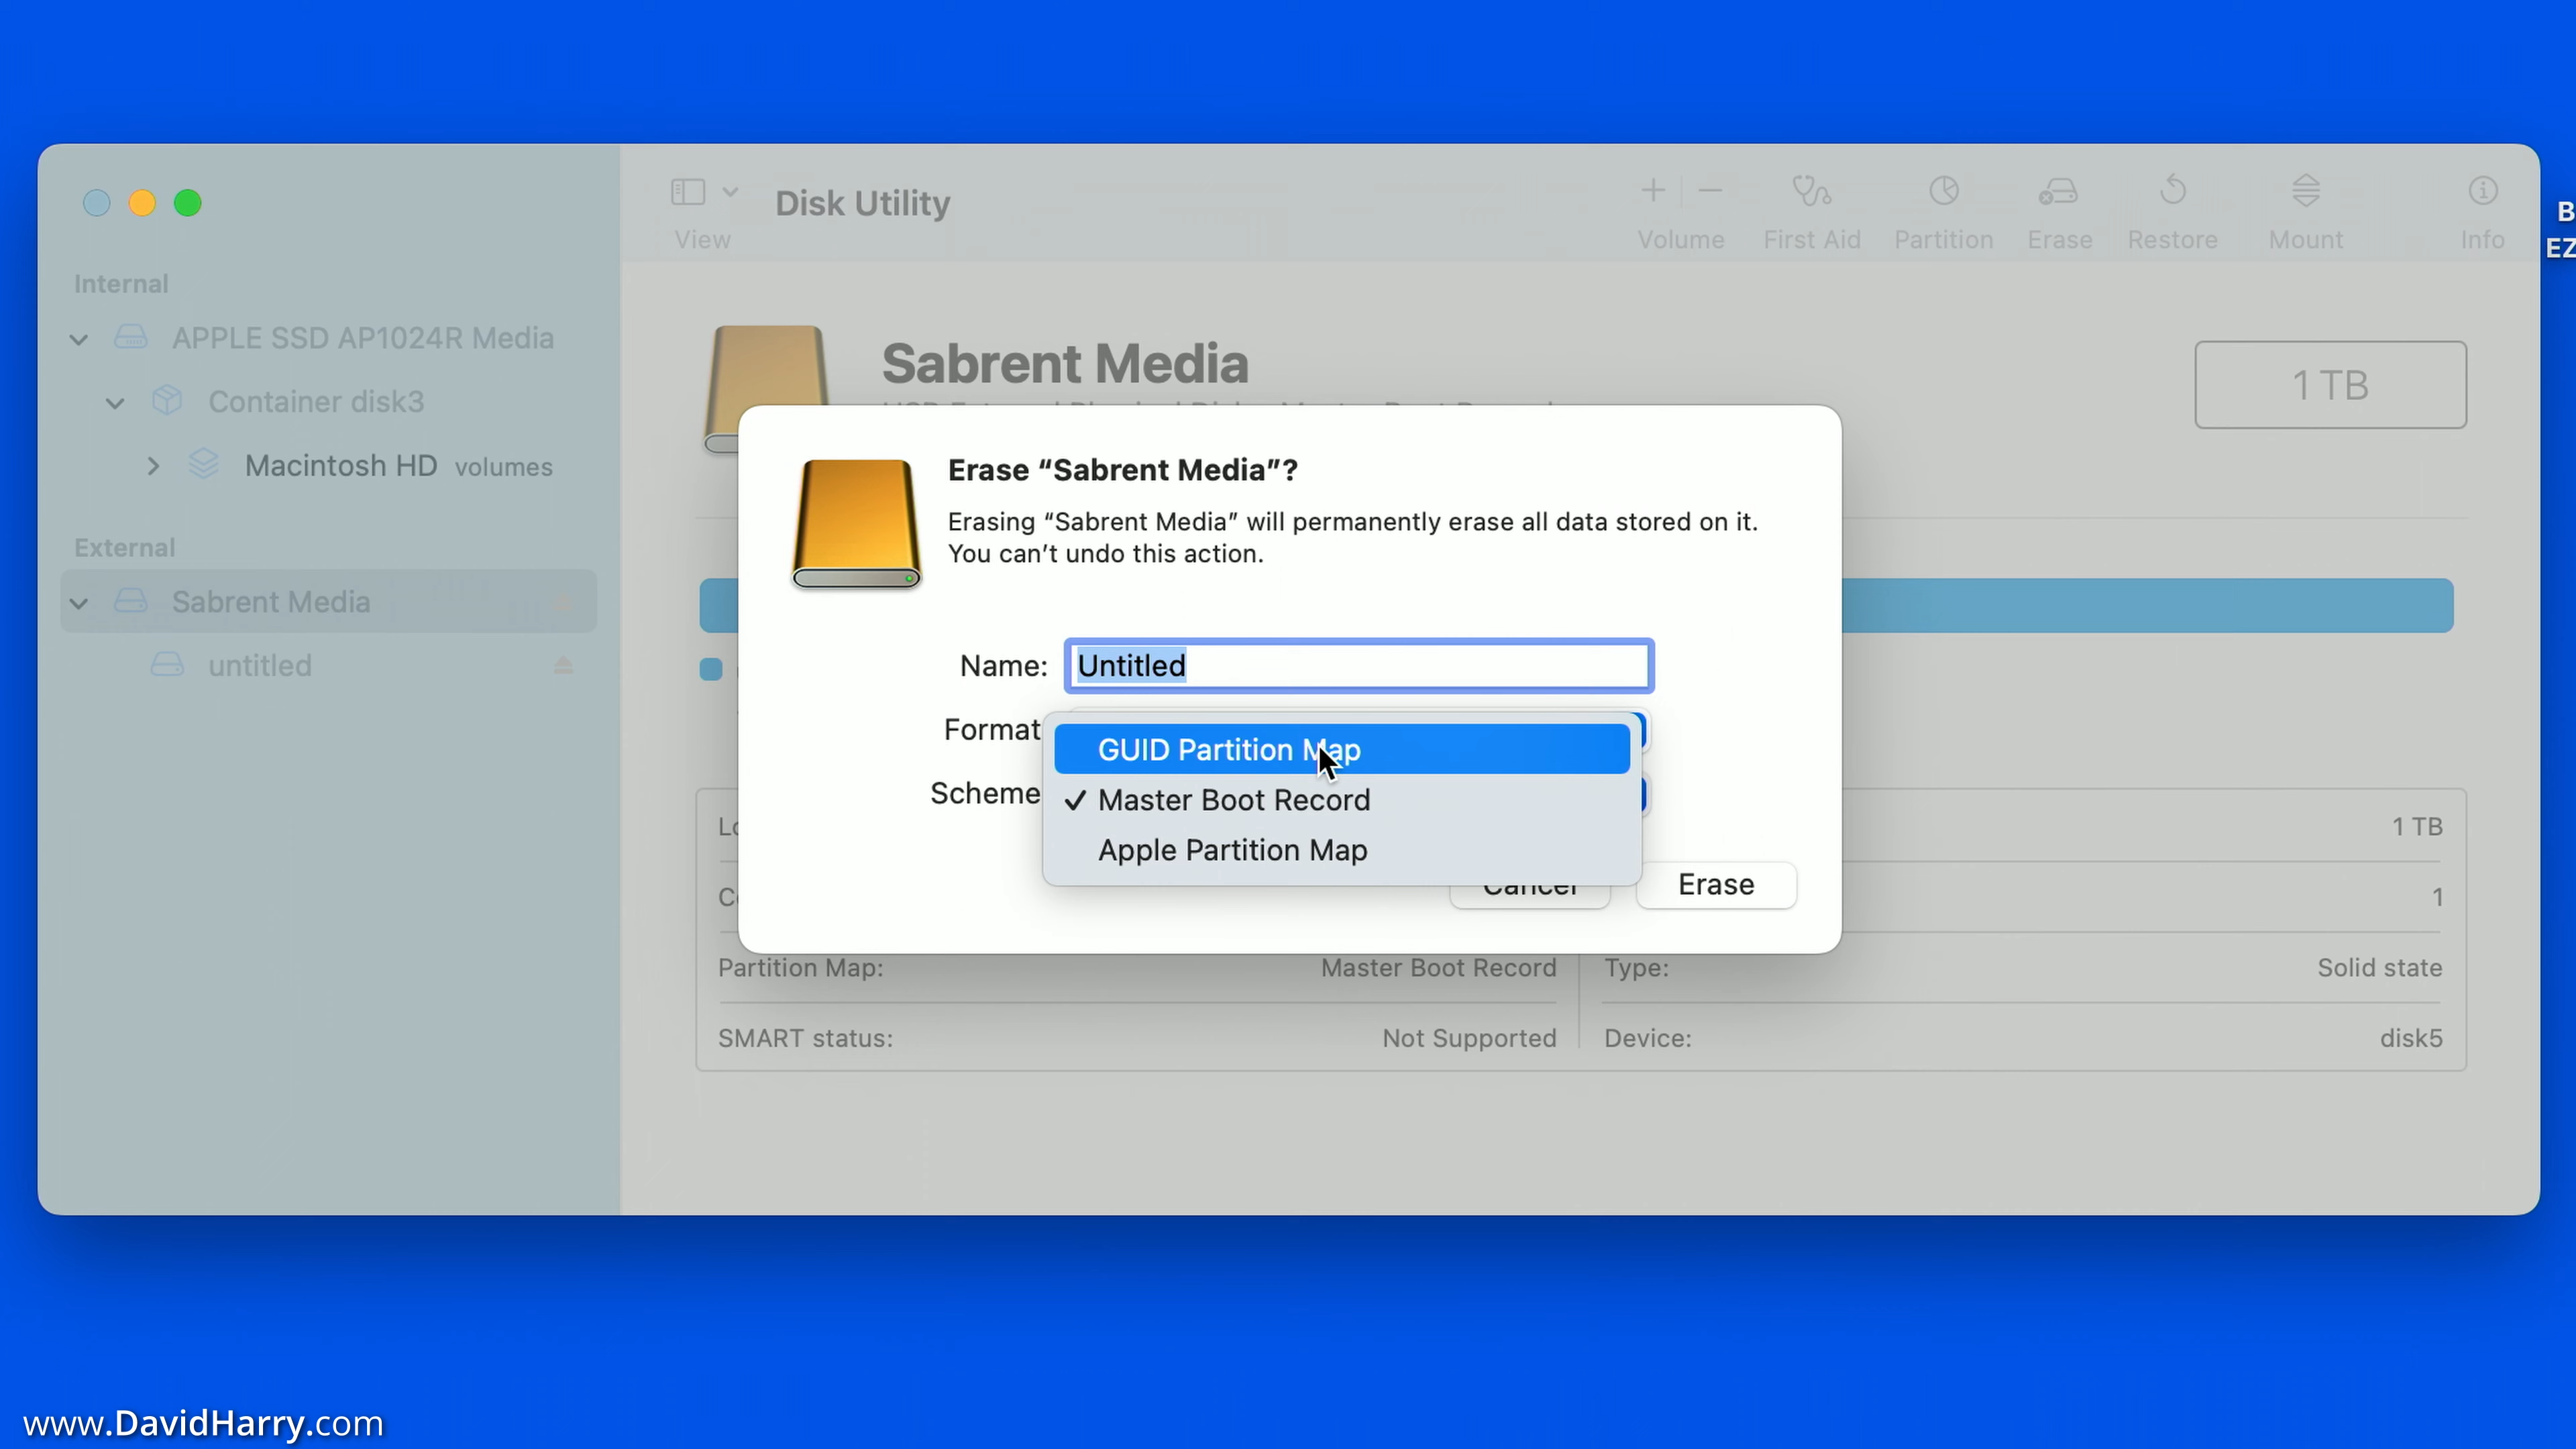 Disk Utility
View
Volume
First Aid
Partition
Erase
Restore
Mount
Info
B
EZ
Internal
APPLE SSD AP1024R Media
Container disk3
Macintosh HD volumes
External
Sabrent Media
untitled
Sabrent Media
1 TB
Erase “Sabrent Media”?
Erasing “Sabrent Media” will permanently erase all data stored on it.
You can’t undo this action.
Name: Untitled
Format
Scheme
GUID Partition Map
✓ Master Boot Record
Apple Partition Map
Cancel
Erase
1 TB
1
Partition Map: Master Boot Record
Type: Solid state
SMART status: Not Supported
Device: disk5
www.DavidHarry.com